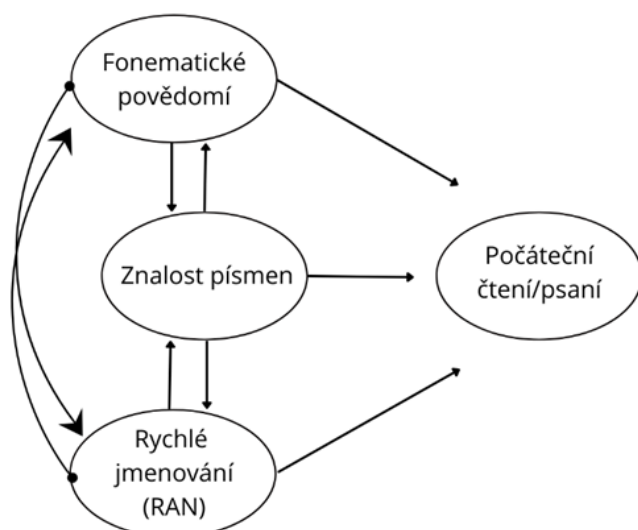 Fonematické
povědomí
Znalost písmen
Počáteční
čtení/psaní
Rychlé
jmenování
(RAN)